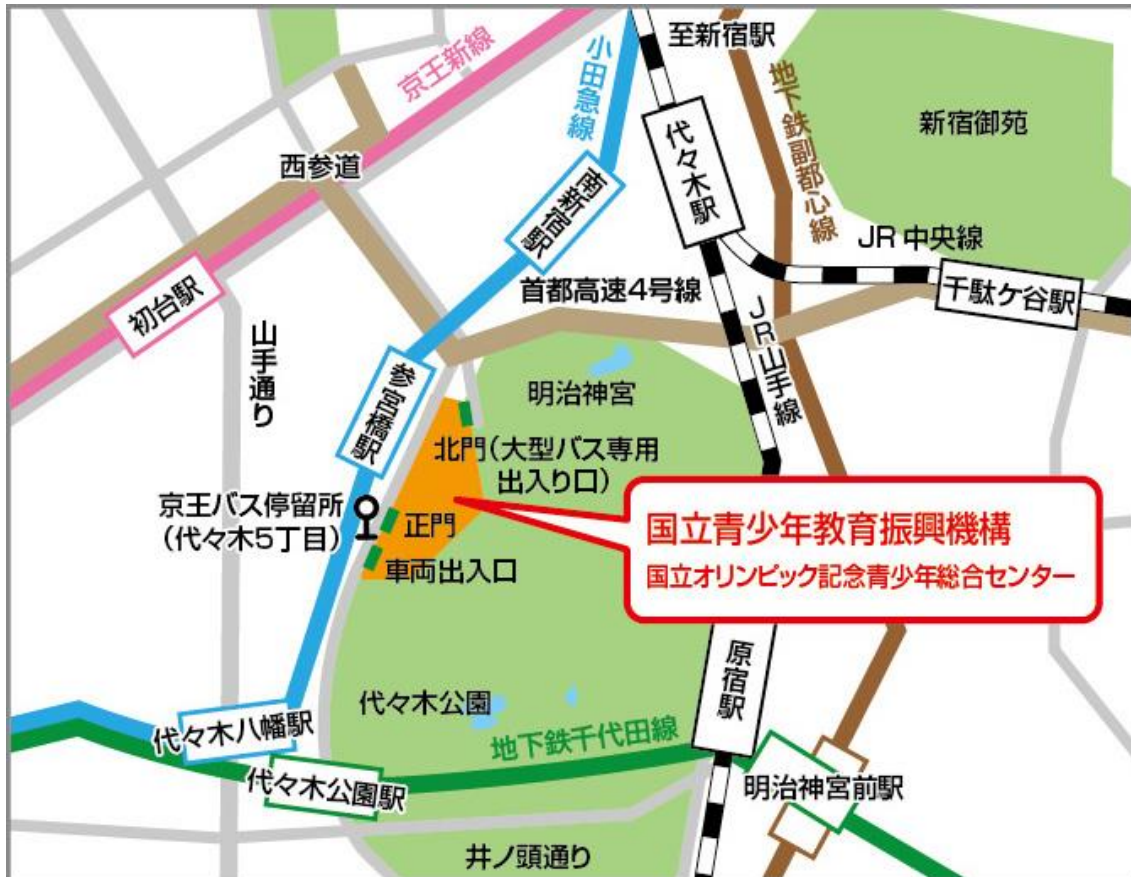 至新宿駅
京王新線
小田急線
地下鉄副都心線
新宿御苑
代々木駅
西参道
南新宿駅
JR中央線
初台駅
首都高速4号線
千駄ケ谷駅
山手通り
JR山手線
参宮橋駅
明治神宮
北門(大型バス専用
出入り口)
京王バス停留所
(代々木5丁目)
正門
車両出入口
国立青少年教育振興機構
国立オリンピック記念青少年総合センター
原宿駅
代々木公園
代々木八幡駅
地下鉄千代田線
代々木公園駅
明治神宮前駅
井ノ頭通り